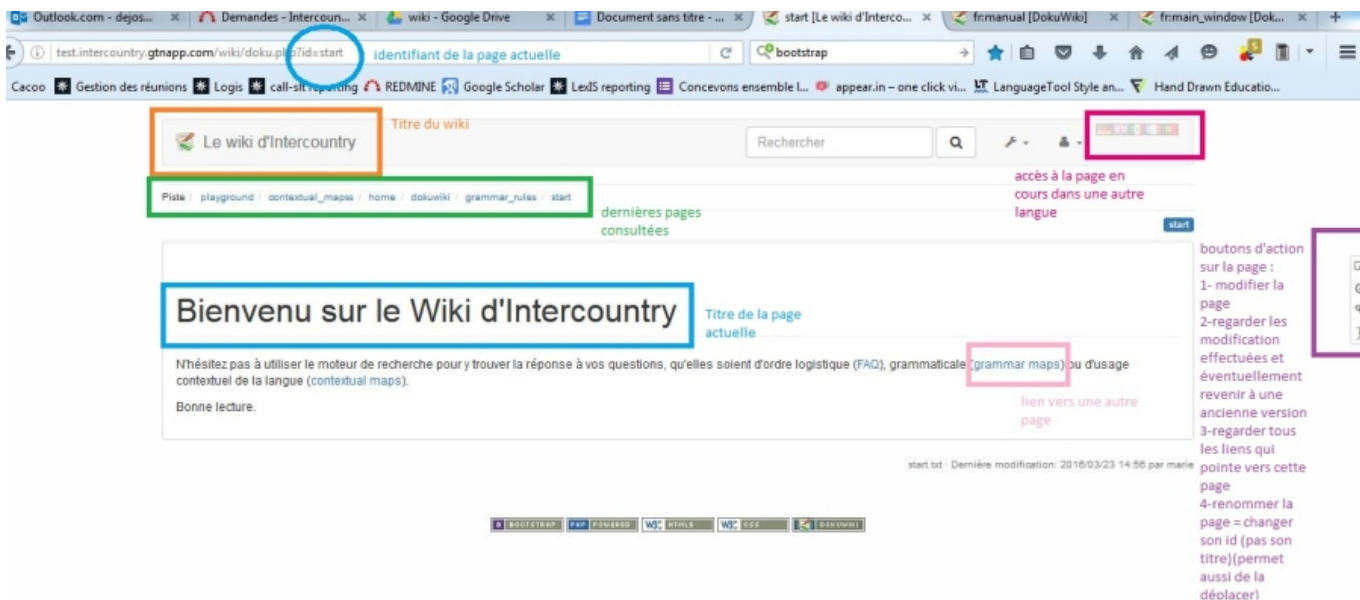 Outlook.com - dejos... Demandes - Intercoun... wiki - Google Drive Document sans titre - ... start [Le wiki d'Interco... fr:manual [DokuWiki] fr:main_window [Dok...
test.intercountry.gtnapp.com/wiki/doku.php?id=start identifiant de la page actuelle bootstrap
Cacoo Gestion des réunions Logis call-sit reporting REDMINE Google Scholar LexIS reporting Concevons ensemble l... appear.in – one click vi... LanguageTool Style an... Hand Drawn Educatio...
Le wiki d'Intercountry
Titre du wiki
Rechercher
accès à la page en
cours dans une autre
langue
Piste / playground / contextual_mapss / home / dokuwiki / grammar_rules / start
dernières pages
consultées
start
Bienvenu sur le Wiki d'Intercountry
Titre de la page
actuelle
N'hésitez pas à utiliser le moteur de recherche pour y trouver la réponse à vos questions, qu'elles soient d'ordre logistique (FAQ), grammaticale (grammar maps) ou d'usage
contextuel de la langue (contextual maps).
Bonne lecture.
lien vers une autre
page
start.txt · Dernière modification: 2016/03/23 14:56 par marie
BOOTSTRAP PHP POWERED W3C HTML5 W3C CSS DOKUWIKI
boutons d'action
sur la page :
1- modifier la
page
2-regarder les
modification
effectuées et
éventuellement
revenir à une
ancienne version
3-regarder tous
les liens qui
pointe vers cette
page
4-renommer la
page = changer
son id (pas son
titre)(permet
aussi de la
déplacer)